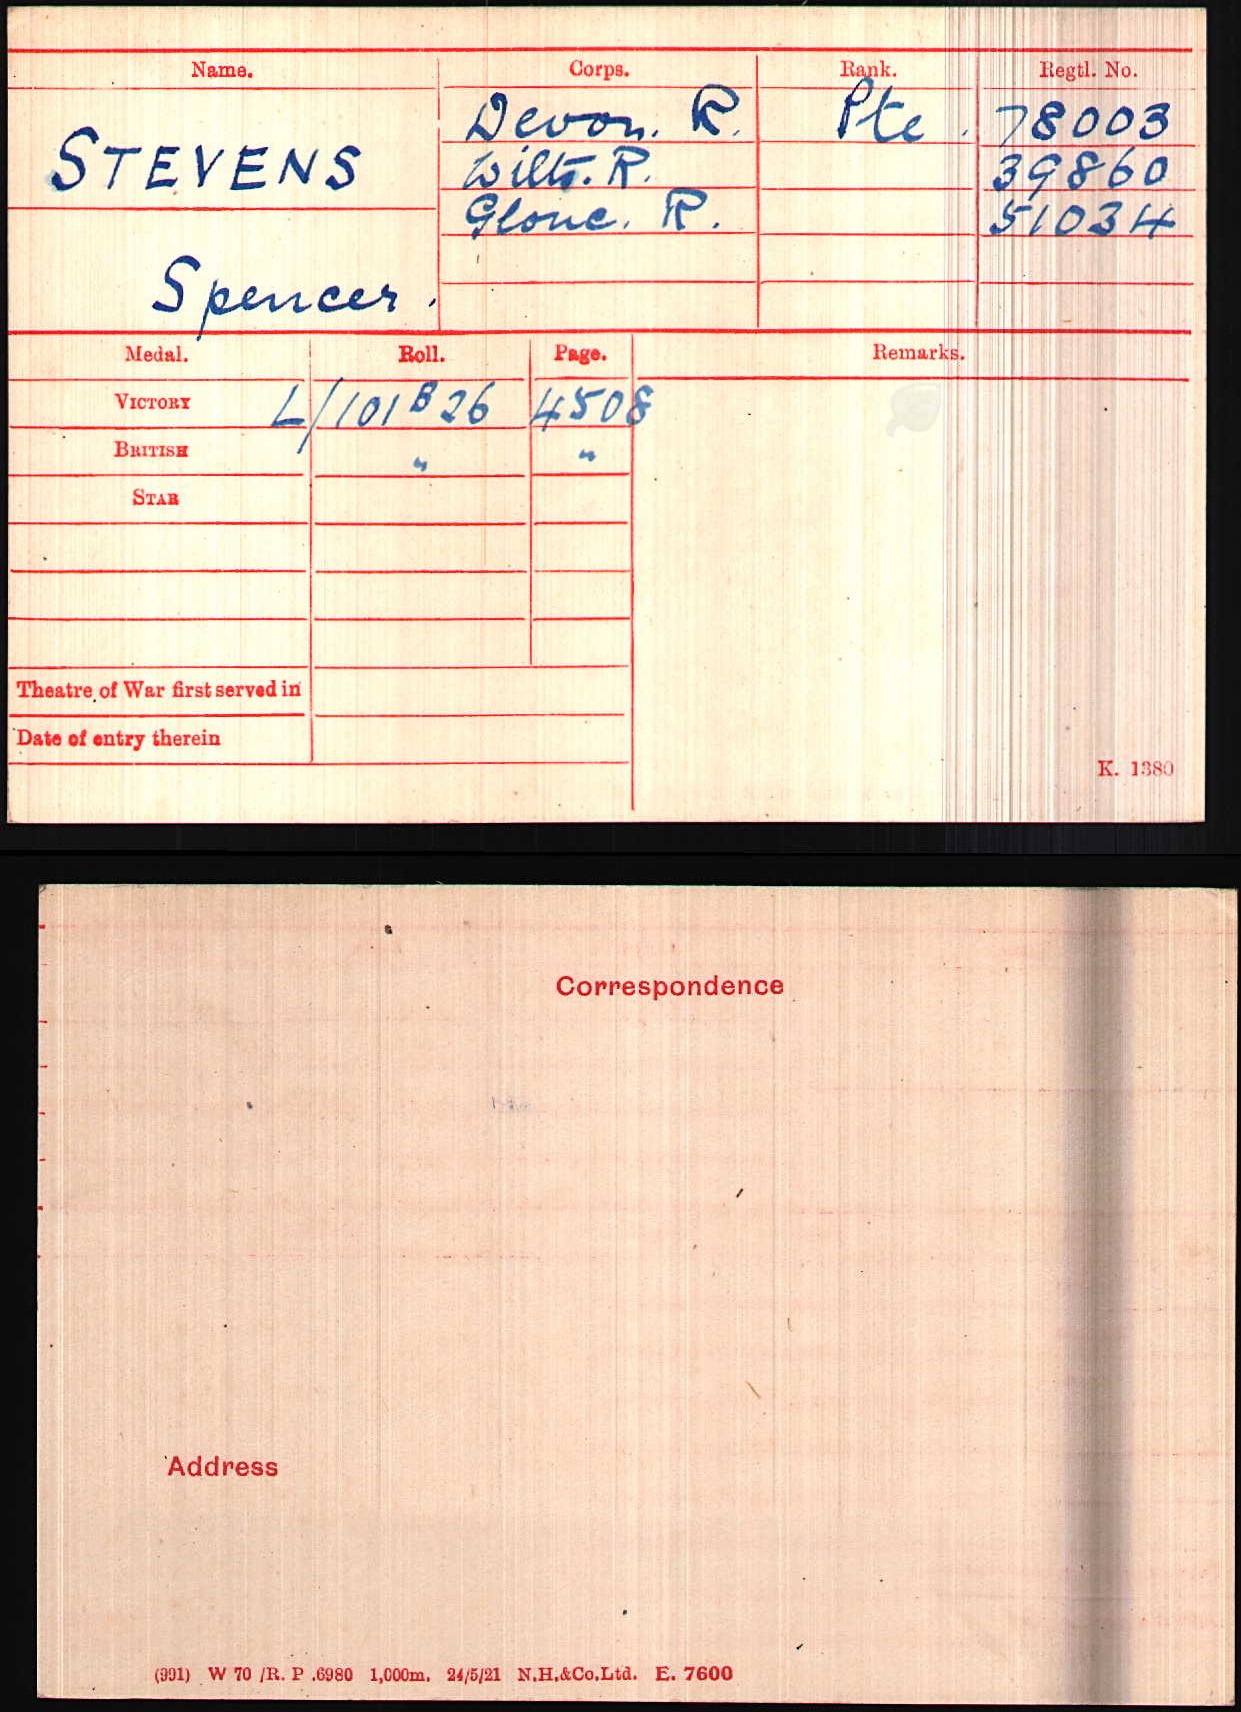 Name. Corps. Rank. Regtl. No.
STEVENS
Spencer.
Devon. R. Pte. 78003
Wilts. R. 39860
Glouc. R. 51034
Medal. Roll. Page. Remarks.
VICTORY L/101 B 26 4508
BRITISH " "
STAR
Theatre of War first served in
Date of entry therein
K. 1380
Correspondence
Address
(991) W 70 /R. P .6980 1,000m. 24/5/21 N.H.&Co.Ltd. E. 7600